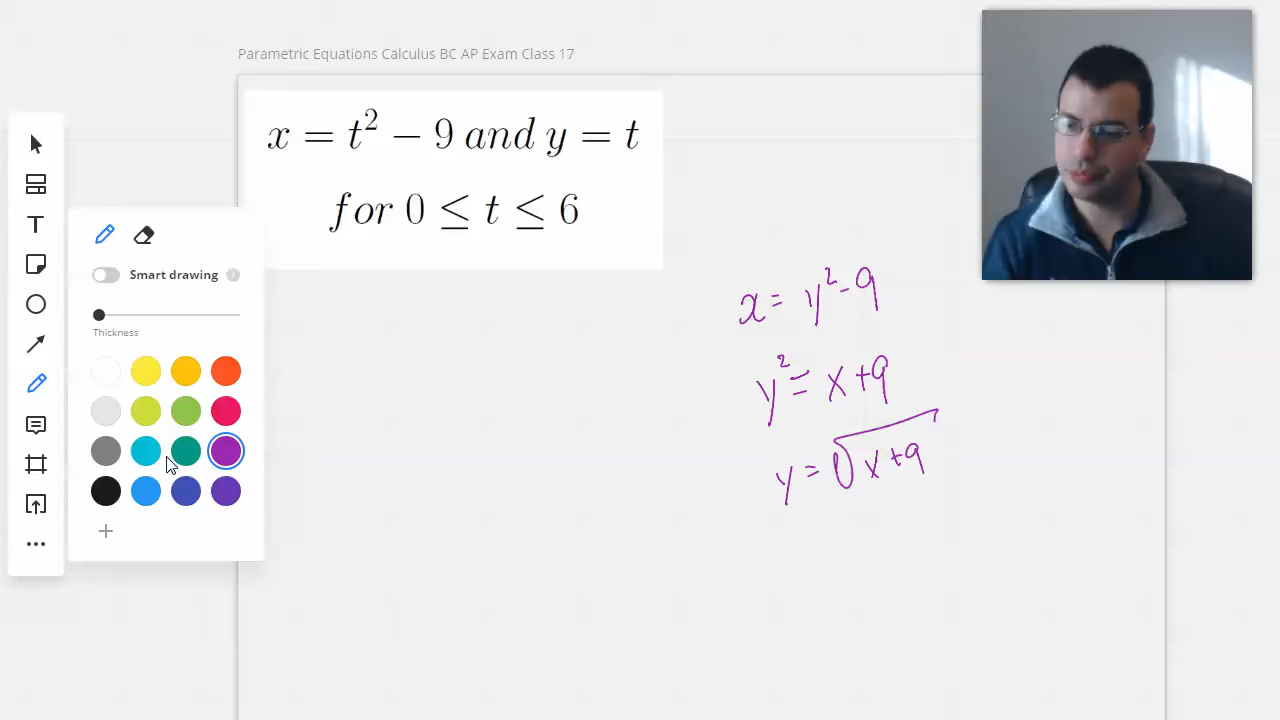 Parametric Equations Calculus BC AP Exam Class 17
x = t² − 9 and y = t
for 0 ≤ t ≤ 6
T
Smart drawing
Thickness
x = y² - 9
y² = x + 9
y = √x + 9